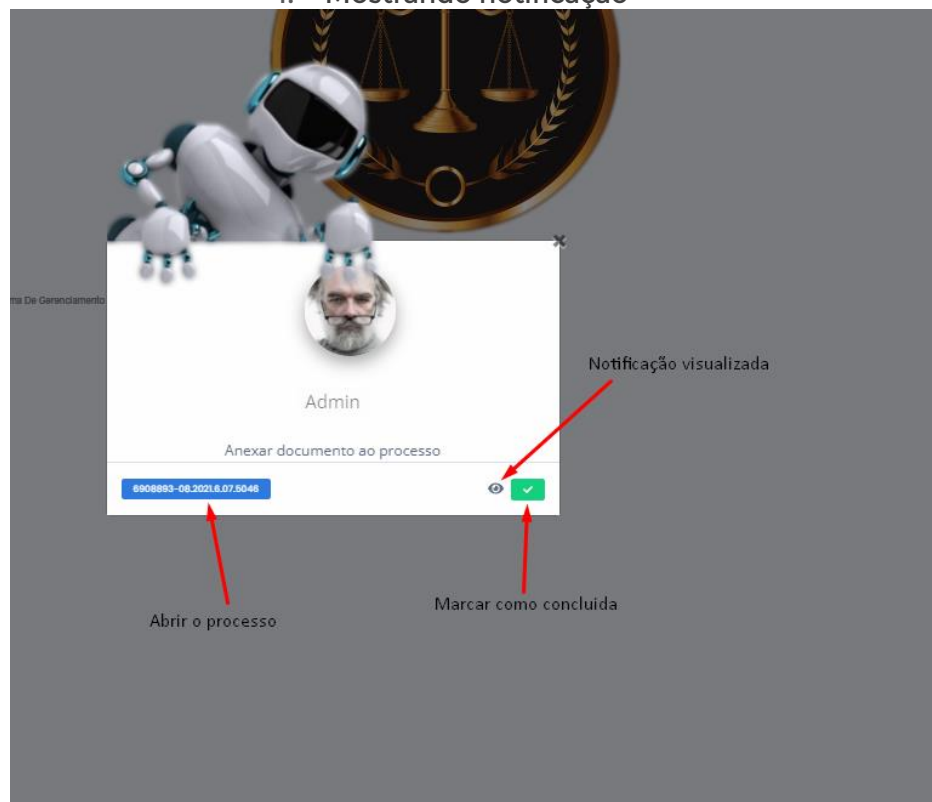 Mostrando notificação
ma De Gerenciamento
Notificação visualizada
Admin
Anexar documento ao processo
6908893-08.2021.6.07.5046
Marcar como concluida
Abrir o processo